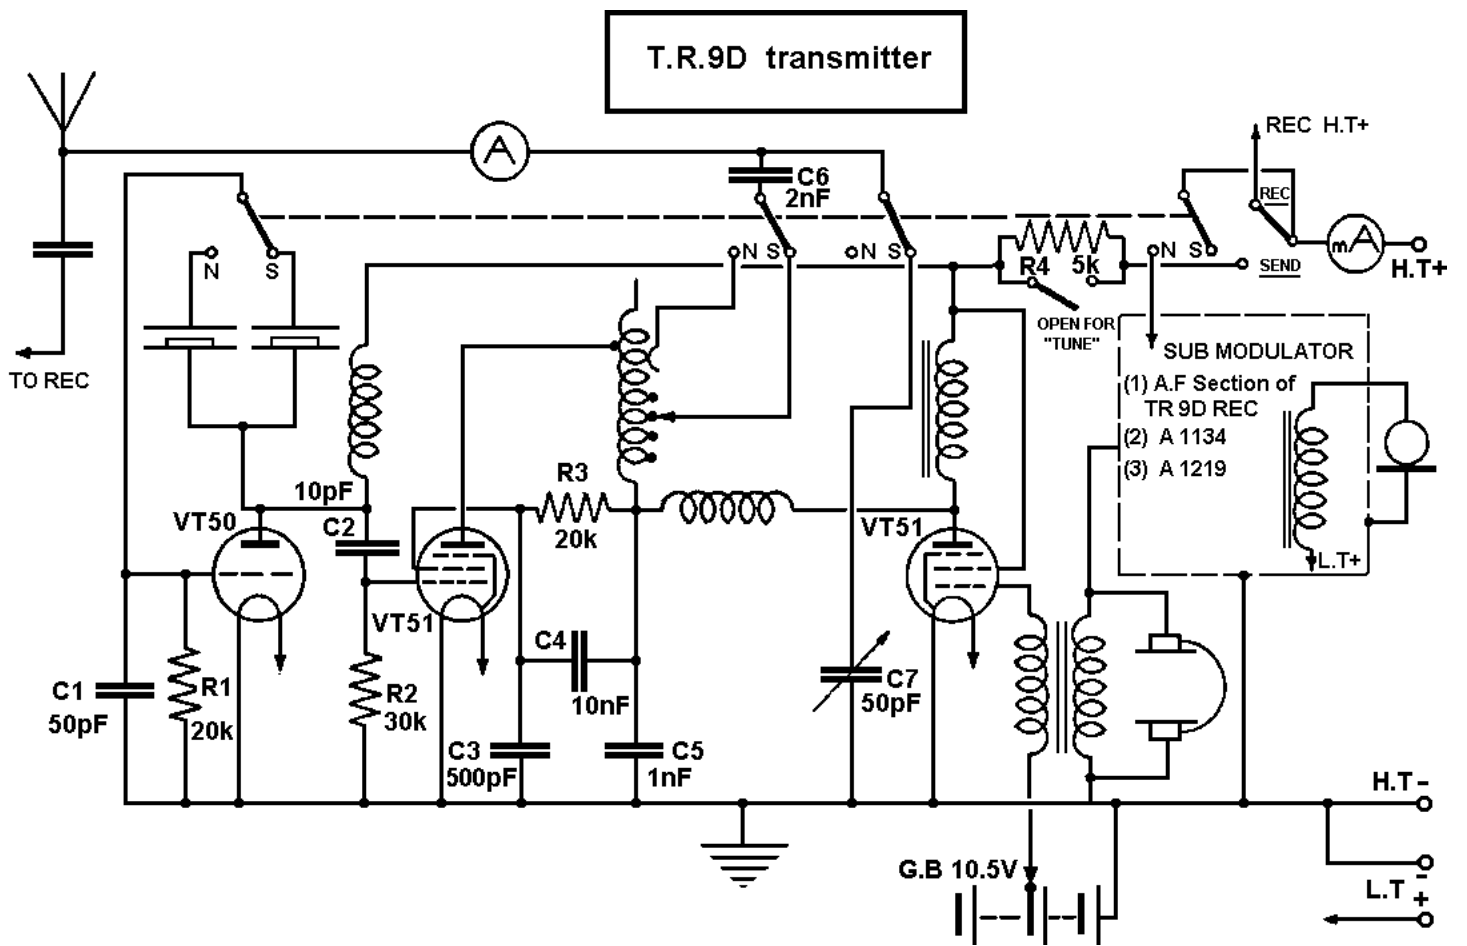 T.R.9D transmitter
A
REC H.T+
C6
2nF
REC
mA
H.T+
N S
N S
N S
R4 5k
N S
SEND
OPEN FOR
"TUNE"
TO REC
SUB MODULATOR
(1) A.F Section of
TR 9D REC
(2) A 1134
(3) A 1219
L.T+
10pF
C2
VT50
R3
20k
VT51
VT51
C1
50pF
R1
20k
R2
30k
C4
10nF
C3
500pF
C5
1nF
C7
50pF
H.T -
G.B 10.5V
L.T - +